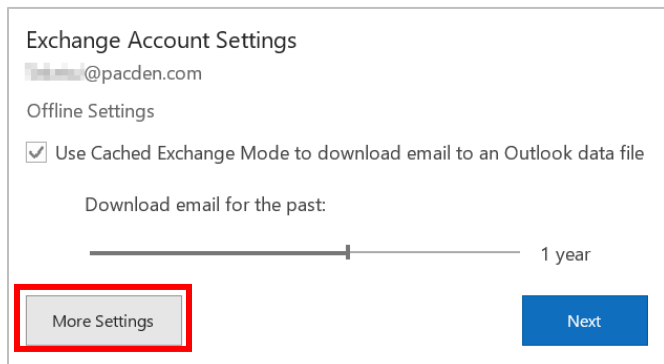 Exchange Account Settings
@pacden.com
Offline Settings
Use Cached Exchange Mode to download email to an Outlook data file
Download email for the past:
1 year
More Settings
Next